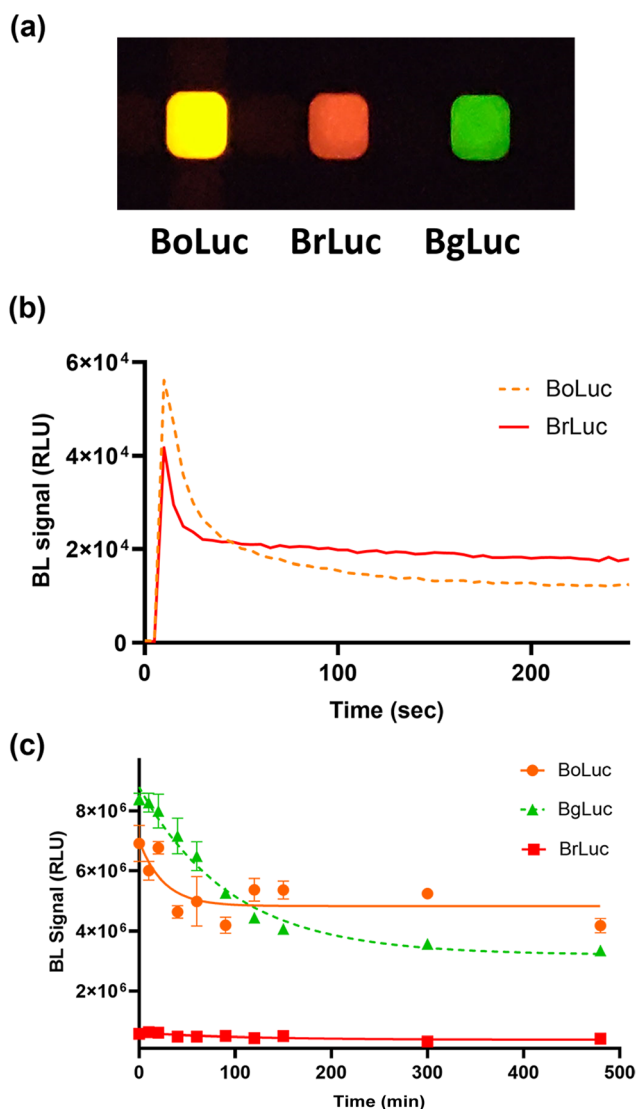 (a)
BoLuc BrLuc BgLuc
(b)
6×10⁴
4×10⁴
2×10⁴
0
BL signal (RLU)
BoLuc
BrLuc
0 100 200
Time (sec)
(c)
8×10⁶
6×10⁶
4×10⁶
2×10⁶
BL Signal (RLU)
BoLuc
BgLuc
BrLuc
0 100 200 300 400 500
Time (min)